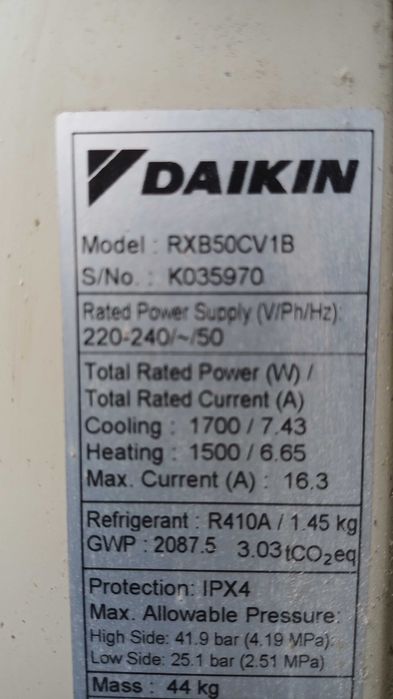 DAIKIN
Model : RXB50CV1B
S/No. : K035970
Rated Power Supply (V/Ph/Hz):
220-240/~/50
Total Rated Power (W) /
Total Rated Current (A)
Cooling : 1700 / 7.43
Heating : 1500 / 6.65
Max. Current (A) : 16.3
Refrigerant : R410A / 1.45 kg
GWP : 2087.5 3.03tCO₂eq
Protection: IPX4
Max. Allowable Pressure:
High Side: 41.9 bar (4.19 MPa)
Low Side: 25.1 bar (2.51 MPa)
Mass : 44 kg